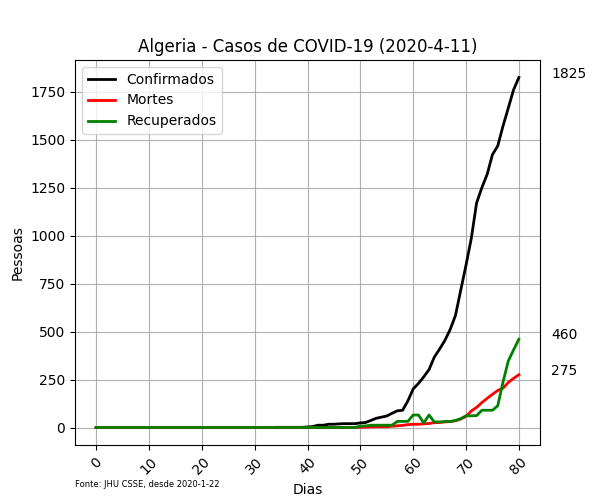 Algeria - Casos de COVID-19 (2020-4-11)
Confirmados
Mortes
Recuperados
1825
460
275
1750
1500
1250
1000
750
500
250
0
Pessoas
0 10 20 30 40 50 60 70 80
Fonte: JHU CSSE, desde 2020-1-22
Dias